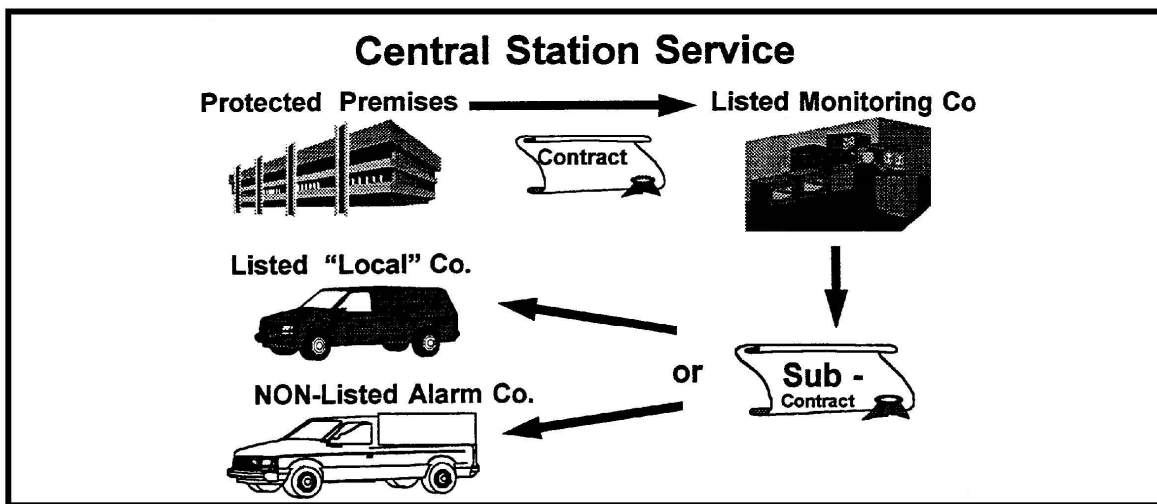 Central Station Service
Protected Premises
Listed Monitoring Co
Contract
Listed “Local” Co.
or
Sub -
Contract
NON-Listed Alarm Co.